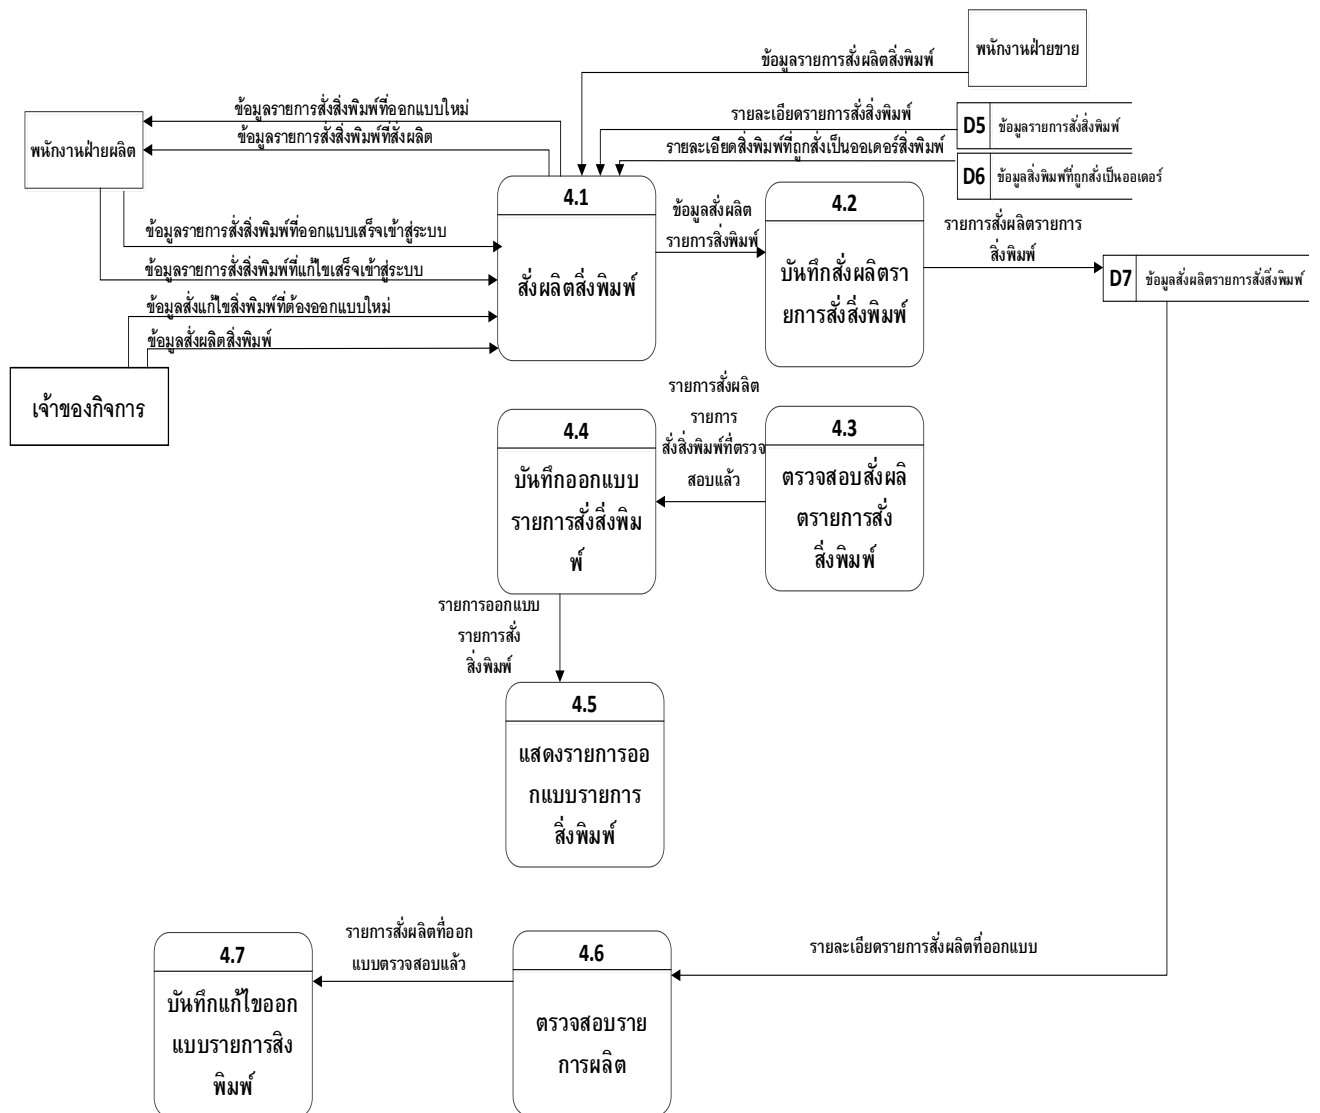 พนักงานฝ่ายขาย
ข้อมูลรายการสั่งผลิตสิ่งพิมพ์
ข้อมูลรายการสั่งสิ่งพิมพ์ที่ออกแบบใหม่
รายละเอียดรายการสั่งสิ่งพิมพ์
D5 ข้อมูลรายการสั่งสิ่งพิมพ์
ข้อมูลรายการสั่งสิ่งพิมพ์ที่สั่งผลิต
พนักงานฝ่ายผลิต
รายละเอียดสิ่งพิมพ์ที่ถูกสั่งเป็นออเดอร์สิ่งพิมพ์
D6 ข้อมูลสิ่งพิมพ์ที่ถูกสั่งเป็นออเดอร์
4.1
สั่งผลิตสิ่งพิมพ์
ข้อมูลสั่งผลิต
รายการสิ่งพิมพ์
4.2
บันทึกสั่งผลิตรา
ยการสั่งสิ่งพิมพ์
รายการสั่งผลิตรายการ
สิ่งพิมพ์
D7 ข้อมูลสั่งผลิตรายการสั่งสิ่งพิมพ์
ข้อมูลรายการสั่งสิ่งพิมพ์ที่ออกแบบเสร็จเข้าสู่ระบบ
ข้อมูลรายการสั่งสิ่งพิมพ์ที่แก้ไขเสร็จเข้าสู่ระบบ
ข้อมูลสั่งแก้ไขสิ่งพิมพ์ที่ต้องออกแบบใหม่
ข้อมูลสั่งผลิตสิ่งพิมพ์
เจ้าของกิจการ
รายการสั่งผลิต
รายการ
สั่งสิ่งพิมพ์ที่ตรวจ
สอบแล้ว
4.4
บันทึกออกแบบ
รายการสั่งสิ่งพิม
พ์
4.3
ตรวจสอบสั่งผลิ
ตรายการสั่ง
สิ่งพิมพ์
รายการออกแบบ
รายการสั่ง
สิ่งพิมพ์
4.5
แสดงรายการออ
กแบบรายการ
สิ่งพิมพ์
รายการสั่งผลิตที่ออก
แบบตรวจสอบแล้ว
รายละเอียดรายการสั่งผลิตที่ออกแบบ
4.7
บันทึกแก้ไขออก
แบบรายการสิ่ง
พิมพ์
4.6
ตรวจสอบราย
การผลิต